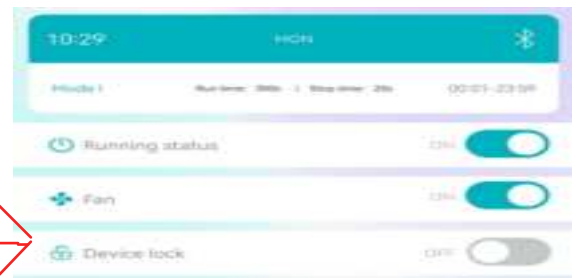 10:29 MON
Mode1 Run time : | Stop time : 00:01-23:59
Running status ON
Fan ON
Device lock OFF